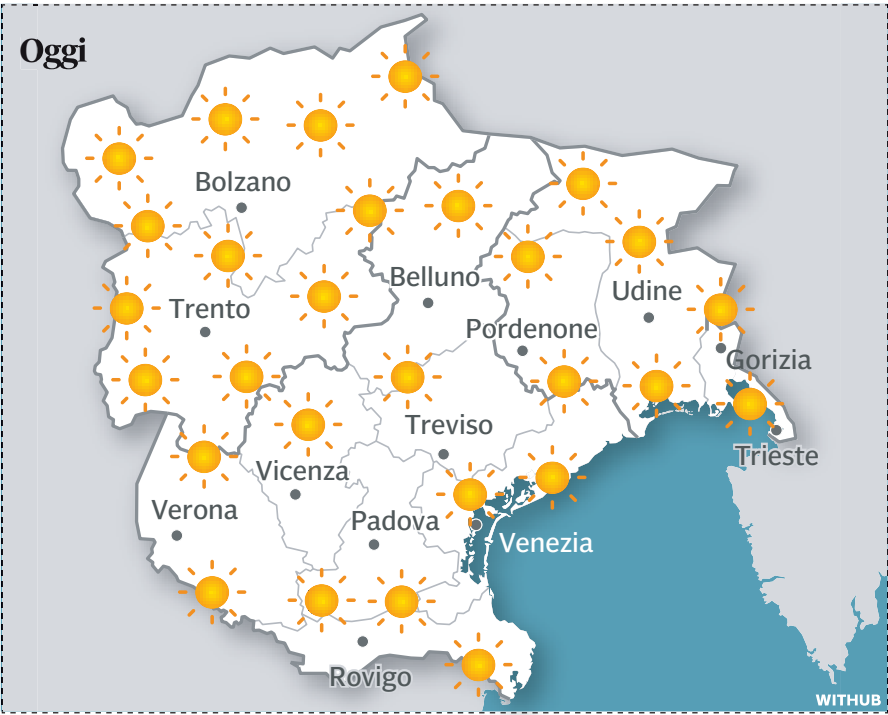 Oggi
Bolzano
Belluno
Udine
Trento
Pordenone
Gorizia
Treviso
Trieste
Vicenza
Verona
Padova
Venezia
Rovigo
WITHUB